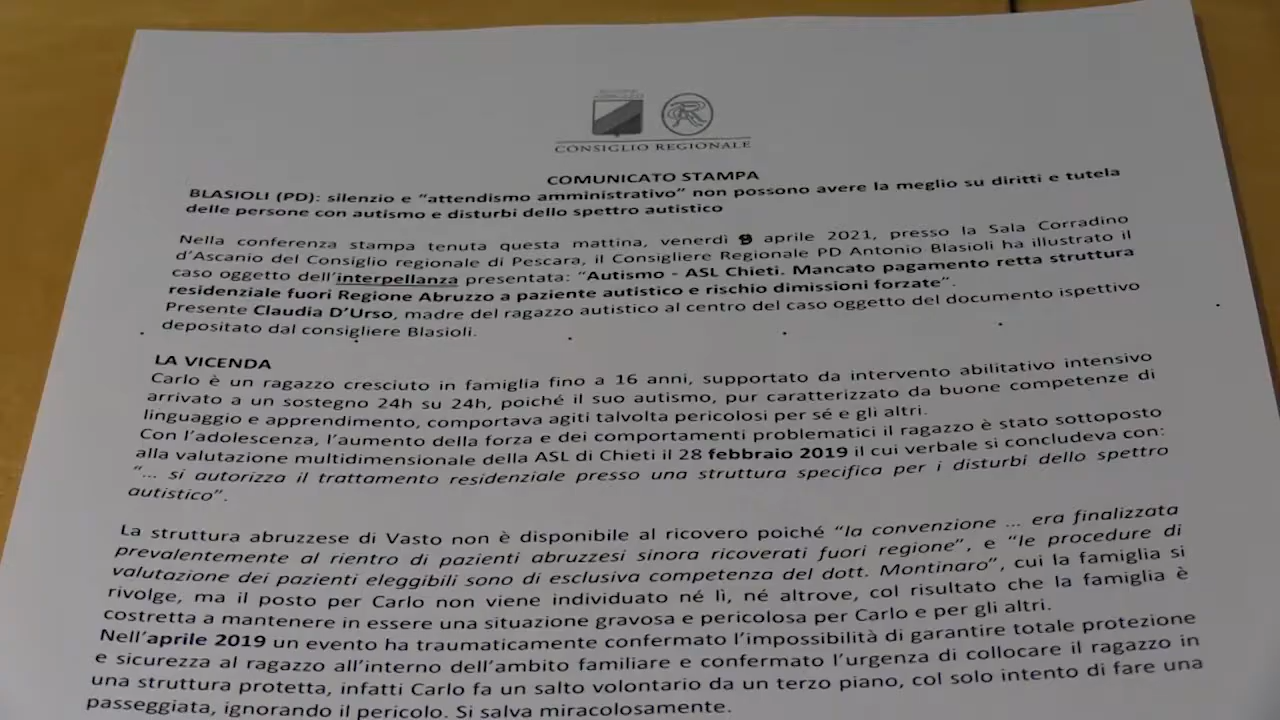 CONSIGLIO REGIONALE
COMUNICATO STAMPA
BLASIOLI (PD): silenzio e “attendismo amministrativo” non possono avere la meglio su diritti e tutela
delle persone con autismo e disturbi dello spettro autistico
Nella conferenza stampa tenuta questa mattina, venerdì 9 aprile 2021, presso la Sala Corradino
d’Ascanio del Consiglio regionale di Pescara, il Consigliere Regionale PD Antonio Blasioli ha illustrato il
caso oggetto dell’interpellanza presentata: “Autismo - ASL Chieti. Mancato pagamento retta struttura
residenziale fuori Regione Abruzzo a paziente autistico e rischio dimissioni forzate”.
Presente Claudia D’Urso, madre del ragazzo autistico al centro del caso oggetto del documento ispettivo
depositato dal consigliere Blasioli.
LA VICENDA
Carlo è un ragazzo cresciuto in famiglia fino a 16 anni, supportato da intervento abilitativo intensivo
arrivato a un sostegno 24h su 24h, poiché il suo autismo, pur caratterizzato da buone competenze di
linguaggio e apprendimento, comportava agiti talvolta pericolosi per sé e gli altri.
Con l’adolescenza, l’aumento della forza e dei comportamenti problematici il ragazzo è stato sottoposto
alla valutazione multidimensionale della ASL di Chieti il 28 febbraio 2019 il cui verbale si concludeva con:
“... si autorizza il trattamento residenziale presso una struttura specifica per i disturbi dello spettro
autistico”.
La struttura abruzzese di Vasto non è disponibile al ricovero poiché “la convenzione ... era finalizzata
prevalentemente al rientro di pazienti abruzzesi sinora ricoverati fuori regione”, e “le procedure di
valutazione dei pazienti eleggibili sono di esclusiva competenza del dott. Montinaro”, cui la famiglia si
rivolge, ma il posto per Carlo non viene individuato né lì, né altrove, col risultato che la famiglia è
costretta a mantenere in essere una situazione gravosa e pericolosa per Carlo e per gli altri.
Nell’aprile 2019 un evento ha traumaticamente confermato l’impossibilità di garantire totale protezione
e sicurezza al ragazzo all’interno dell’ambito familiare e confermato l’urgenza di collocare il ragazzo in
una struttura protetta, infatti Carlo fa un salto volontario da un terzo piano, col solo intento di fare una
passeggiata, ignorando il pericolo. Si salva miracolosamente.